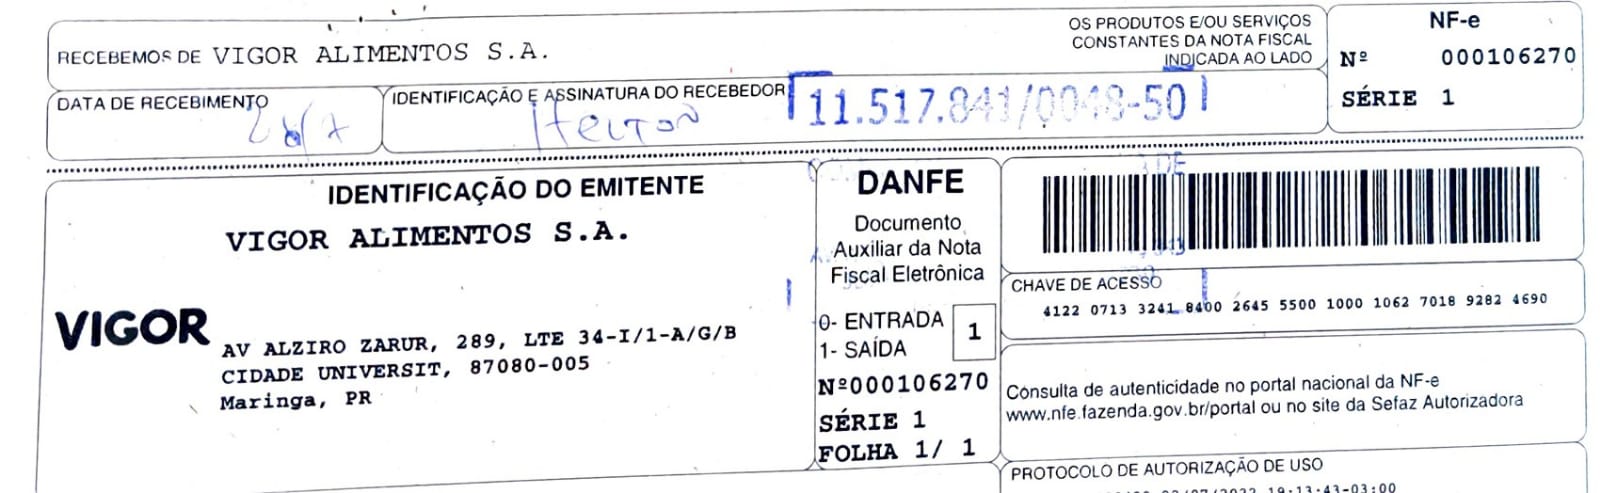 RECEBEMOS DE VIGOR ALIMENTOS S.A.
OS PRODUTOS E/OU SERVIÇOS
CONSTANTES DA NOTA FISCAL
INDICADA AO LADO
NF-e
Nº 000106270
SÉRIE 1
DATA DE RECEBIMENTO
IDENTIFICAÇÃO E ASSINATURA DO RECEBEDOR
11.517.841/0048-50
IDENTIFICAÇÃO DO EMITENTE
VIGOR ALIMENTOS S.A.
VIGOR
AV ALZIRO ZARUR, 289, LTE 34-I/1-A/G/B
CIDADE UNIVERSIT, 87080-005
Maringa, PR
DANFE
Documento
Auxiliar da Nota
Fiscal Eletrônica
0- ENTRADA
1- SAÍDA
1
Nº000106270
SÉRIE 1
FOLHA 1/ 1
CHAVE DE ACESSO
4122 0713 3241 8400 2645 5500 1000 1062 7018 9282 4690
Consulta de autenticidade no portal nacional da NF-e
www.nfe.fazenda.gov.br/portal ou no site da Sefaz Autorizadora
PROTOCOLO DE AUTORIZAÇÃO DE USO
19:13:43-03:00